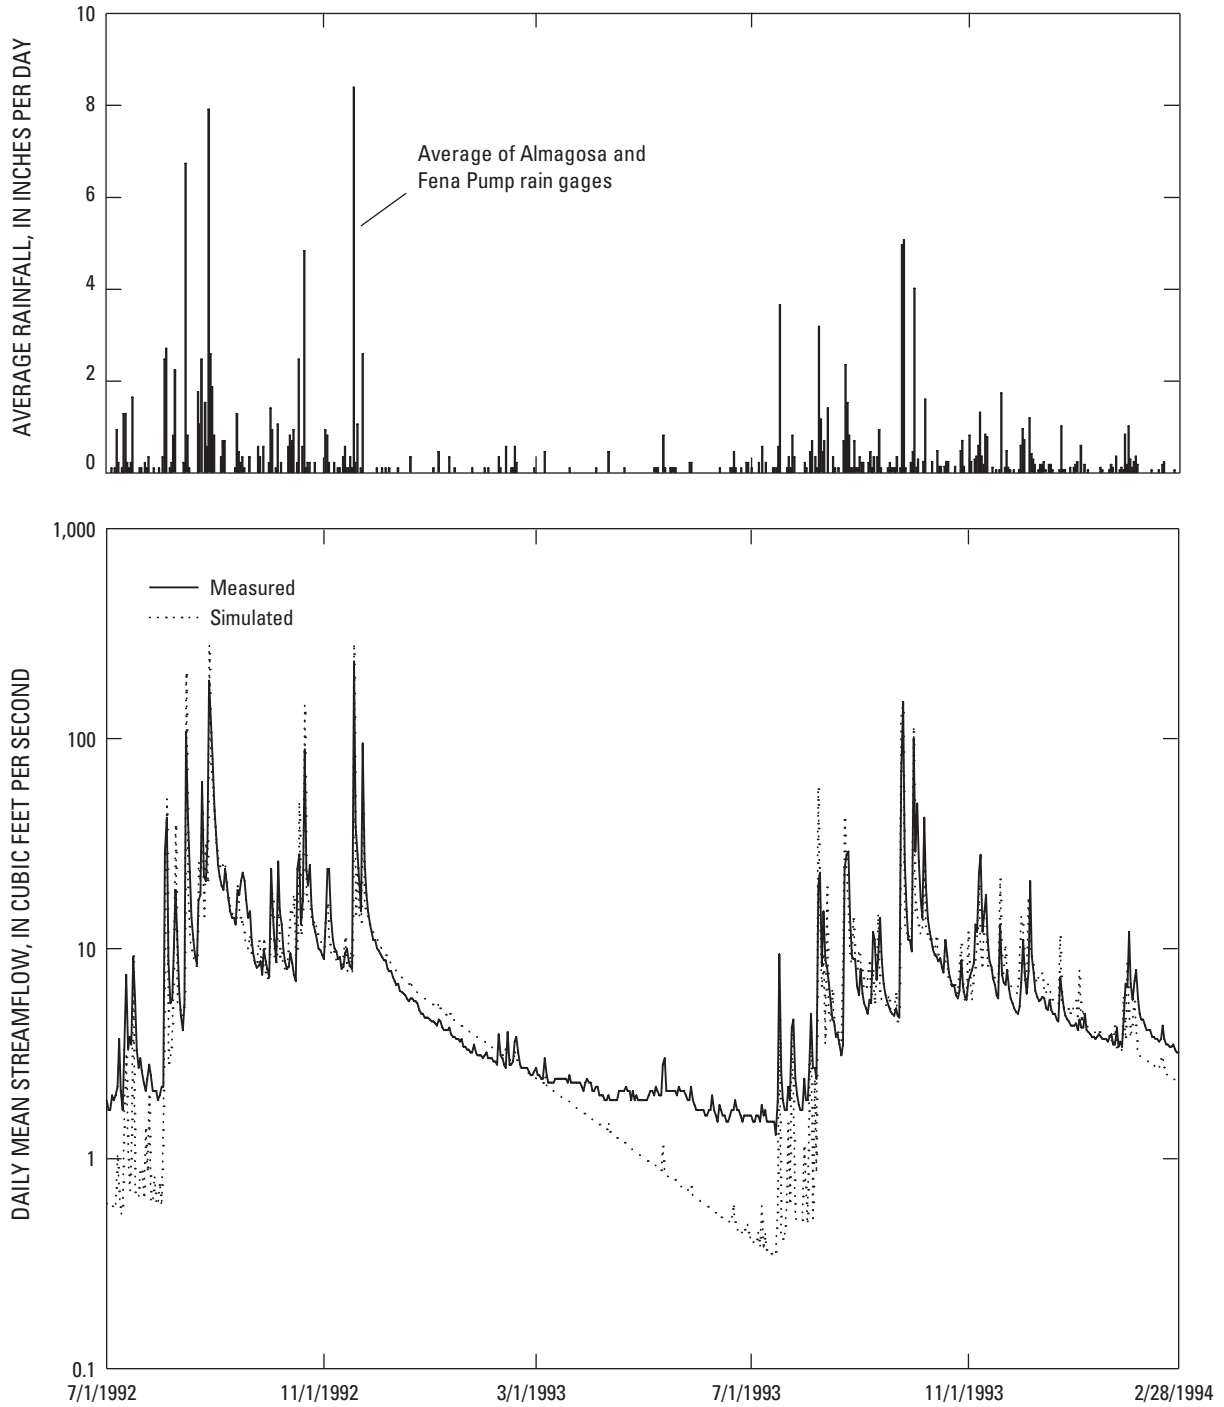 AVERAGE RAINFALL, IN INCHES PER DAY
10
8
6
4
2
0
Average of Almagosa and
Fena Pump rain gages
DAILY MEAN STREAMFLOW, IN CUBIC FEET PER SECOND
1,000
100
10
1
0.1
Measured
Simulated
7/1/1992
11/1/1992
3/1/1993
7/1/1993
11/1/1993
2/28/1994